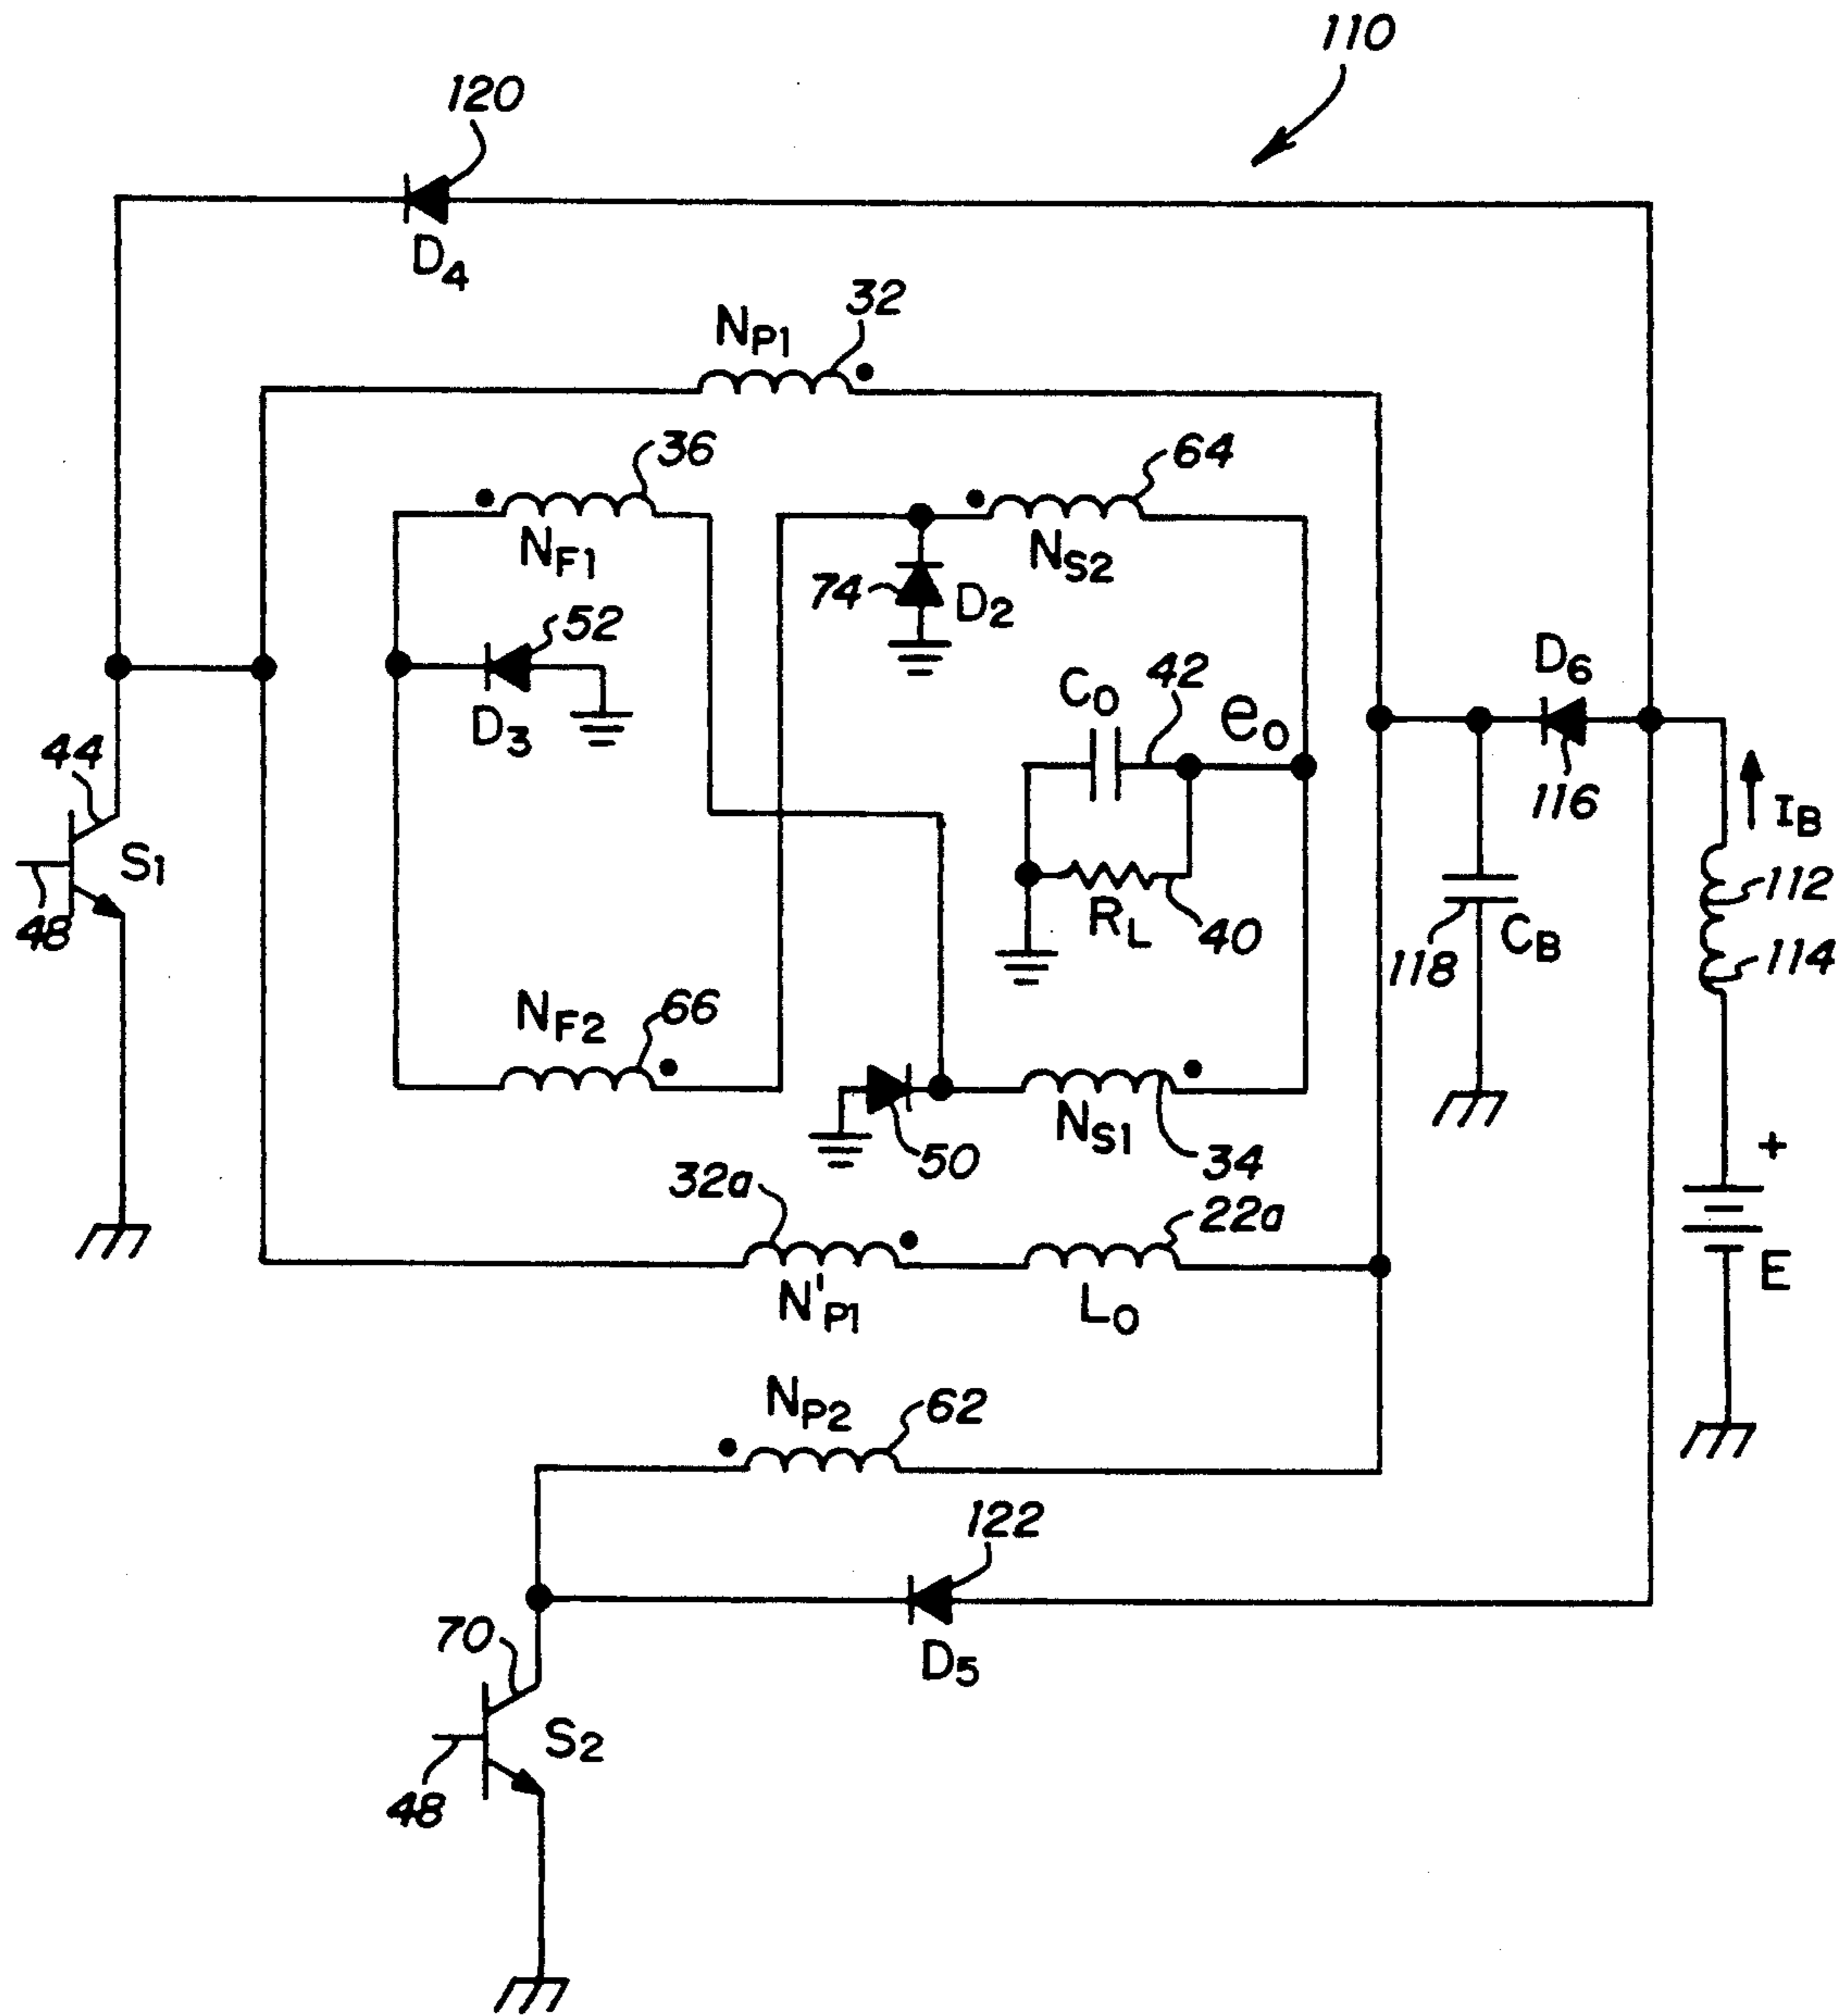 110
120
D4
NP1
32
36
64
NF1
NS2
74
D2
52
D3
C0
42
e0
D6
116
IB
44
S1
48
RL
40
112
118
CB
114
NF2
66
50
NS1
34
+
32a
22a
E
N'P1
L0
NP2
62
122
D5
70
S2
48